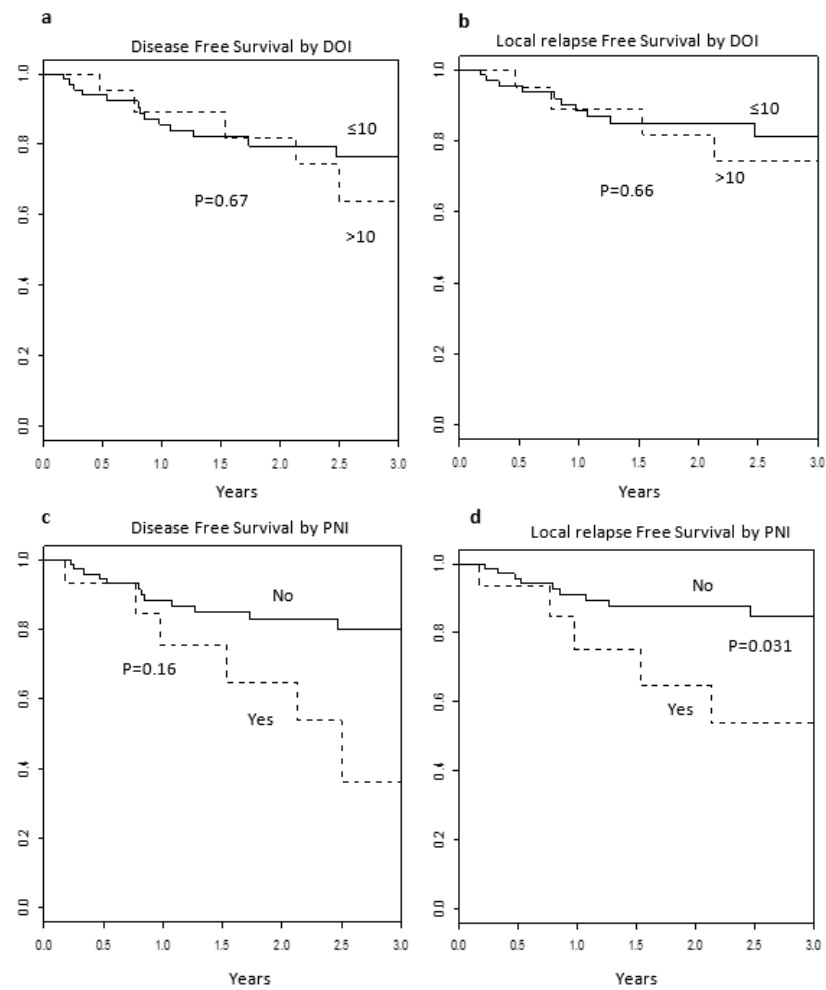 a
Disease Free Survival by DOI
1.0
0.8
0.6
0.4
0.2
0.0
≤10
P=0.67
>10
0.0 0.5 1.0 1.5 2.0 2.5 3.0
Years
b
Local relapse Free Survival by DOI
1.0
0.8
0.6
0.4
0.2
0.0
≤10
>10
P=0.66
0.0 0.5 1.0 1.5 2.0 2.5 3.0
Years
c
Disease Free Survival by PNI
1.0
0.8
0.6
0.4
0.2
0.0
No
P=0.16
Yes
0.0 0.5 1.0 1.5 2.0 2.5 3.0
Years
d
Local relapse Free Survival by PNI
1.0
0.8
0.6
0.4
0.2
0.0
No
P=0.031
Yes
0.0 0.5 1.0 1.5 2.0 2.5 3.0
Years